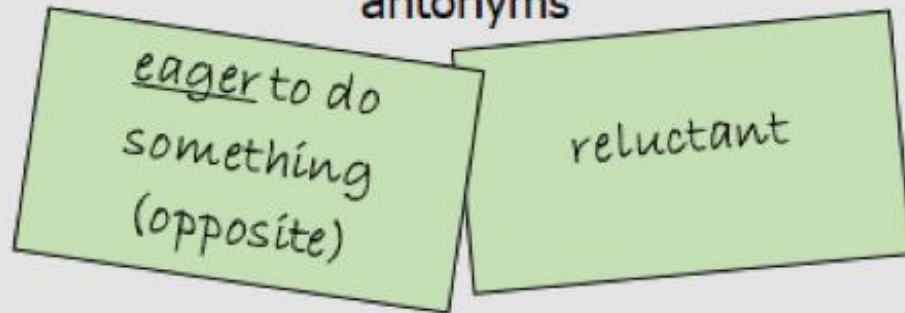 antonyms
eager to do
something
(opposite)
reluctant